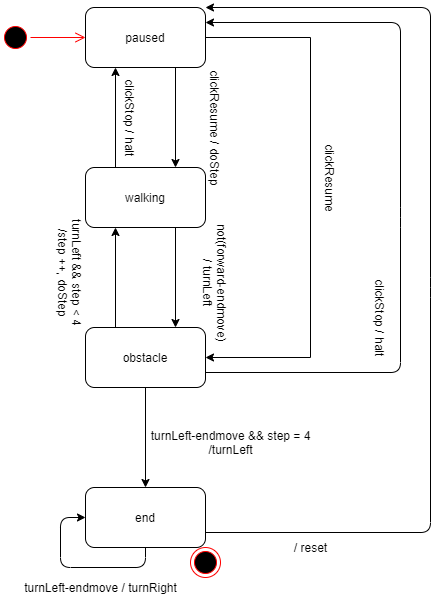 paused
clickStop / halt
clickResume / doStep
clickResume
walking
turnLeft && step < 4
/step ++, doStep
not(forward-endmove)
/ turnLeft
clickStop / halt
obstacle
turnLeft-endmove && step = 4
/turnLeft
end
/ reset
turnLeft-endmove / turnRight